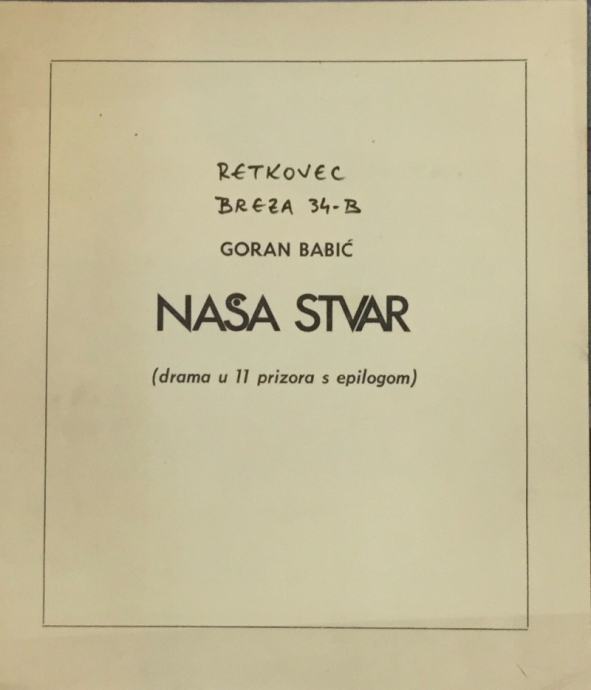 RETKOVEC
BREZA 34-B
GORAN BABIĆ
NAŠA STVAR
(drama u 11 prizora s epilogom)